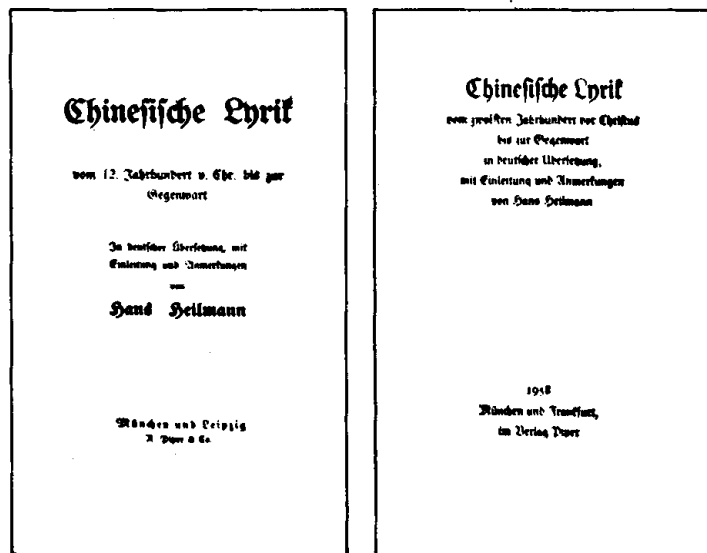 Chinesische Lyrik
vom 12. Jahrhundert v. Chr. bis zur
Gegenwart
In deutscher Übersetzung, mit
Einleitung und Anmerkungen
von
Hans Heilmann
München und Leipzig
R. Piper & Co.
Chinesische Lyrik
vom zwölften Jahrhundert vor Christus
bis zur Gegenwart
in deutscher Übersetzung,
mit Einleitung und Anmerkungen
von Hans Heilmann
1958
München und Frankfurt,
im Verlag Piper